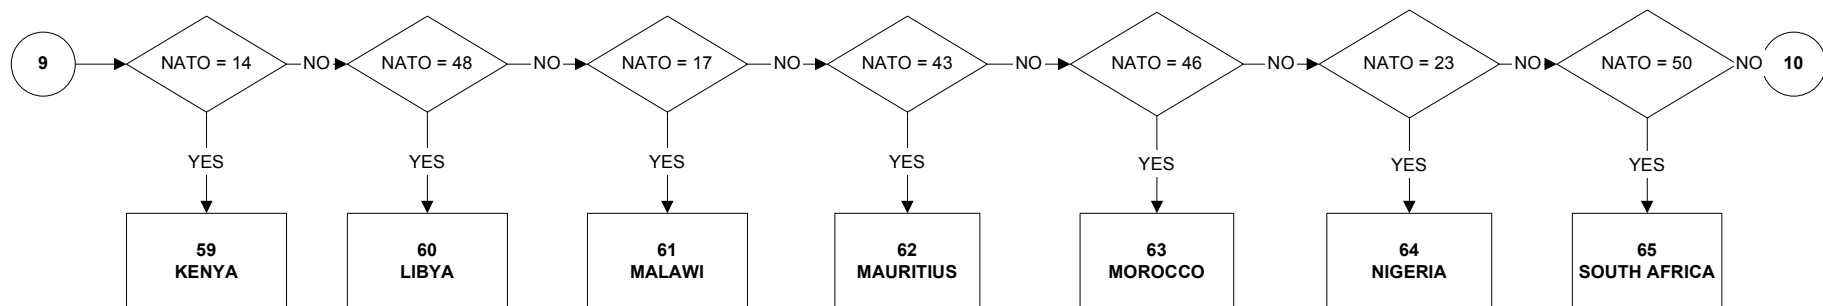 9
NATO = 14
NO
NATO = 48
NO
NATO = 17
NO
NATO = 43
NO
NATO = 46
NO
NATO = 23
NO
NATO = 50
NO
10
YES
YES
YES
YES
YES
YES
YES
59
KENYA
60
LIBYA
61
MALAWI
62
MAURITIUS
63
MOROCCO
64
NIGERIA
65
SOUTH AFRICA